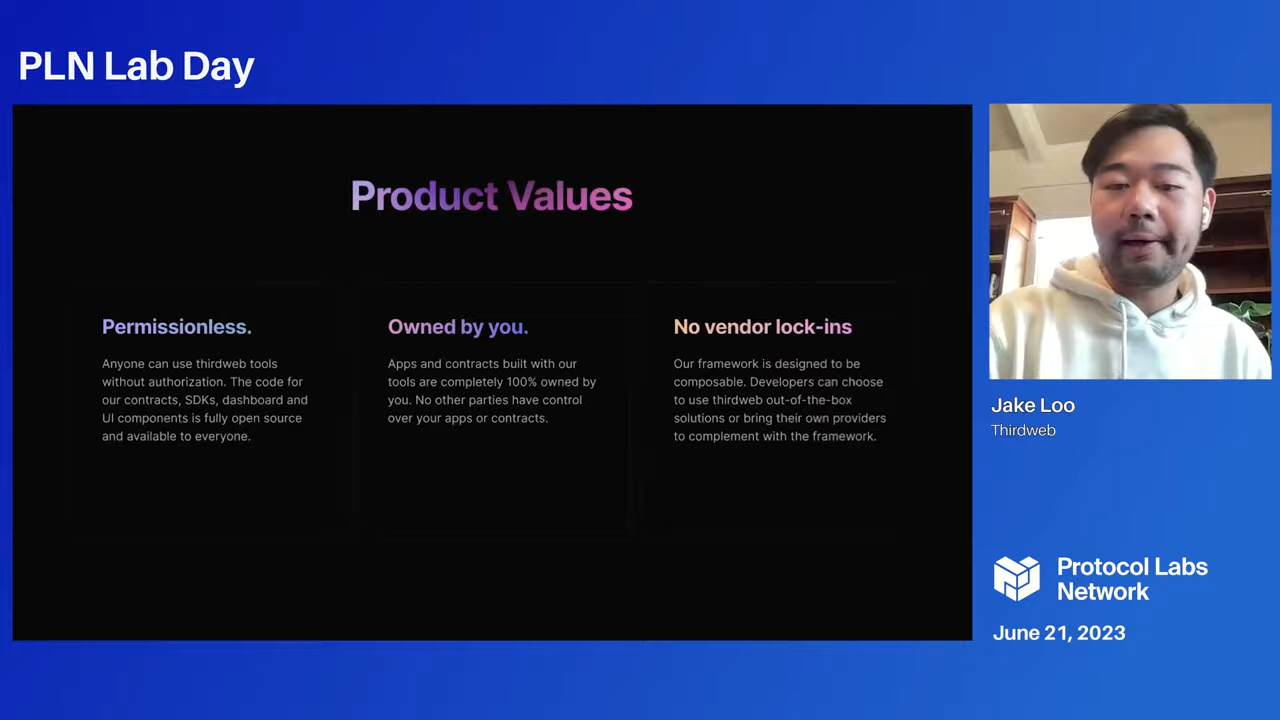 PLN Lab Day
Product Values
Permissionless.
Anyone can use thirdweb tools
without authorization. The code for
our contracts, SDKs, dashboard and
UI components is fully open source
and available to everyone.
Owned by you.
Apps and contracts built with our
tools are completely 100% owned by
you. No other parties have control
over your apps or contracts.
No vendor lock-ins
Our framework is designed to be
composable. Developers can choose
to use thirdweb out-of-the-box
solutions or bring their own providers
to complement with the framework.
Jake Loo
Thirdweb
Protocol Labs
Network
June 21, 2023